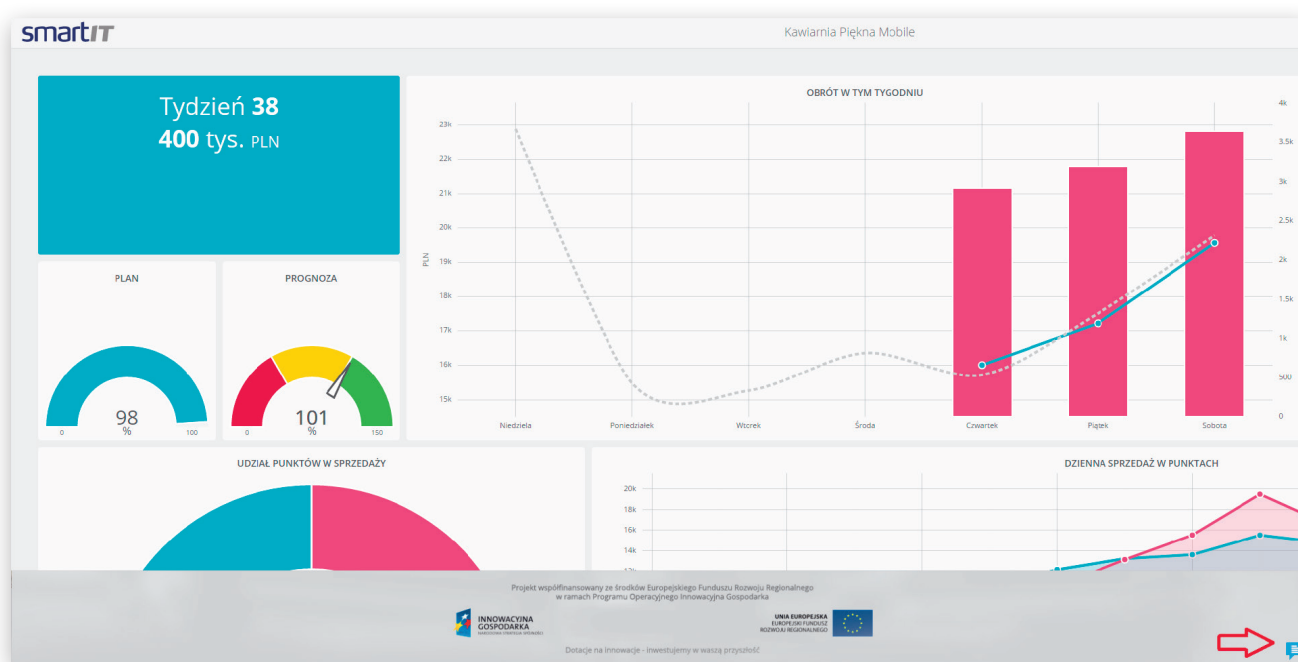 smartIT
Kawiarnia Piękna Mobile
Tydzień 38
400 tys. PLN
OBRÓT W TYM TYGODNIU
23k
22k
21k
20k
19k
18k
17k
16k
15k
PLN
4k
3.5k
3k
2.5k
2k
1.5k
1k
500
0
Niedziela
Poniedziałek
Wtorek
Środa
Czwartek
Piątek
Sobota
PLAN
98
%
0
100
PROGNOZA
101
%
0
150
UDZIAŁ PUNKTÓW W SPRZEDAŻY
DZIENNA SPRZEDAŻ W PUNKTACH
20k
18k
16k
14k
12k
Projekt współfinansowany ze środków Europejskiego Funduszu Rozwoju Regionalnego
w ramach Programu Operacyjnego Innowacyjna Gospodarka
INNOWACYJNA
GOSPODARKA
NARODOWA STRATEGIA SPÓJNOŚCI
UNIA EUROPEJSKA
EUROPEJSKI FUNDUSZ
ROZWOJU REGIONALNEGO
Dotacje na innowacje - inwestujemy w waszą przyszłość